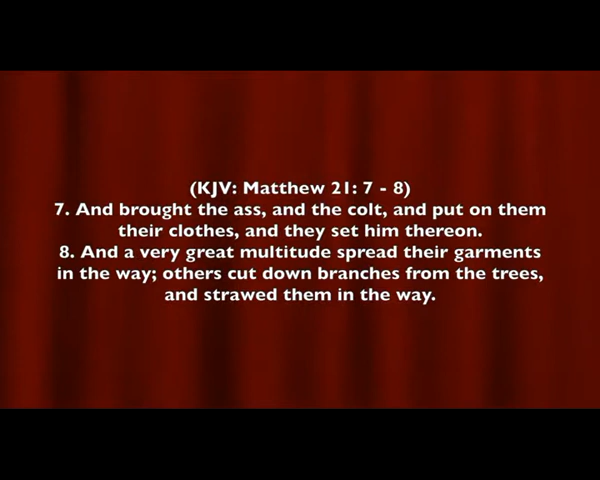 (KJV: Matthew 21: 7 - 8)
7. And brought the ass, and the colt, and put on them
their clothes, and they set him thereon.
8. And a very great multitude spread their garments
in the way; others cut down branches from the trees,
and strawed them in the way.